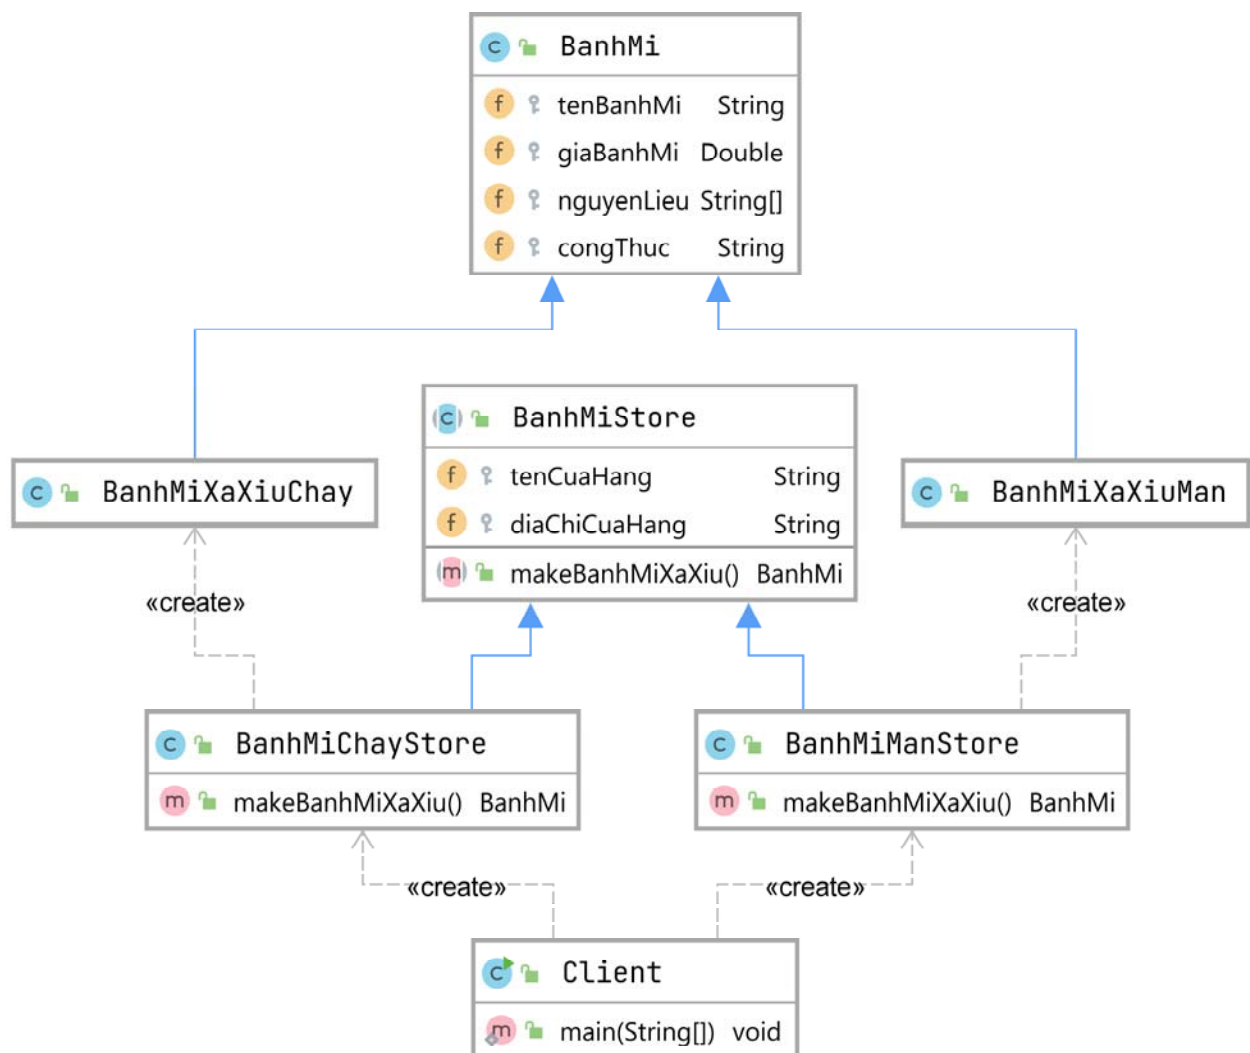 BanhMi
tenBanhMi String
giaBanhMi Double
nguyenLieu String[]
congThuc String
BanhMiStore
tenCuaHang String
diaChiCuaHang String
makeBanhMiXaXiu() BanhMi
BanhMiXaXiuChay
BanhMiXaXiuMan
«create»
«create»
BanhMiChayStore
makeBanhMiXaXiu() BanhMi
BanhMiManStore
makeBanhMiXaXiu() BanhMi
«create»
«create»
Client
main(String[]) void